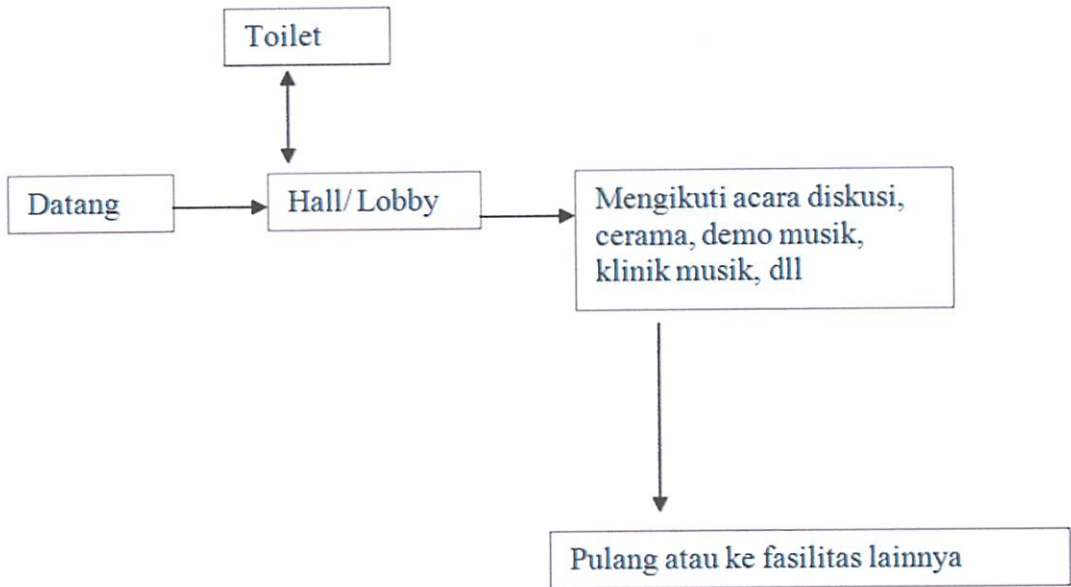 Toilet
Datang
Hall/ Lobby
Mengikuti acara diskusi,
cerama, demo musik,
klinik musik, dll
Pulang atau ke fasilitas lainnya